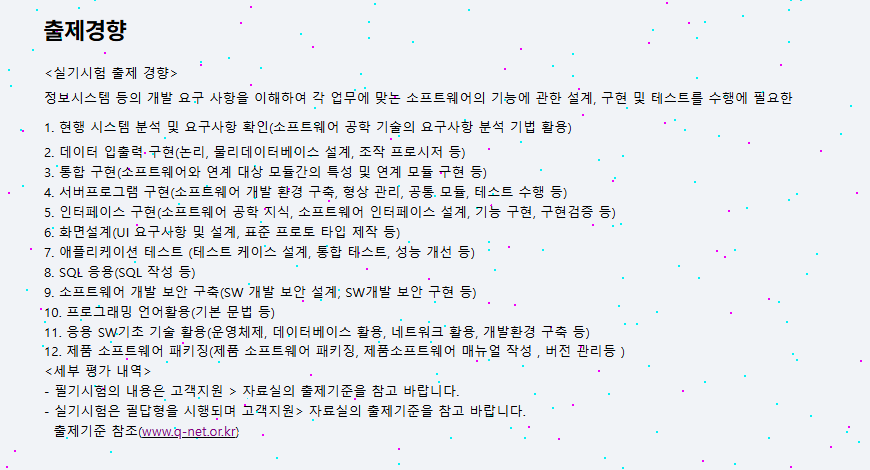 출제경향
<실기시험 출제 경향>
정보시스템 등의 개발 요구 사항을 이해하여 각 업무에 맞는 소프트웨어의 기능에 관한 설계, 구현 및 테스트를 수행에 필요한
1. 현행 시스템 분석 및 요구사항 확인(소프트웨어 공학 기술의 요구사항 분석 기법 활용)
2. 데이터 입출력 구현(논리, 물리데이터베이스 설계, 조작 프로시저 등)
3. 통합 구현(소프트웨어와 연계 대상 모듈간의 특성 및 연계 모듈 구현 등)
4. 서버프로그램 구현(소프트웨어 개발 환경 구축, 형상 관리, 공통 모듈, 테스트 수행 등)
5. 인터페이스 구현(소프트웨어 공학 지식, 소프트웨어 인터페이스 설계, 기능 구현, 구현검증 등)
6. 화면설계(UI 요구사항 및 설계, 표준 프로토 타입 제작 등)
7. 애플리케이션 테스트 (테스트 케이스 설계, 통합 테스트, 성능 개선 등)
8. SQL 응용(SQL 작성 등)
9. 소프트웨어 개발 보안 구축(SW 개발 보안 설계, SW개발 보안 구현 등)
10. 프로그래밍 언어활용(기본 문법 등)
11. 응용 SW기초 기술 활용(운영체제, 데이터베이스 활용, 네트워크 활용, 개발환경 구축 등)
12. 제품 소프트웨어 패키징(제품 소프트웨어 패키징, 제품소프트웨어 매뉴얼 작성 , 버전 관리등 )
<세부 평가 내역>
- 필기시험의 내용은 고객지원 > 자료실의 출제기준을 참고 바랍니다.
- 실기시험은 필답형을 시행되며 고객지원> 자료실의 출제기준을 참고 바랍니다.
출제기준 참조(www.q-net.or.kr)